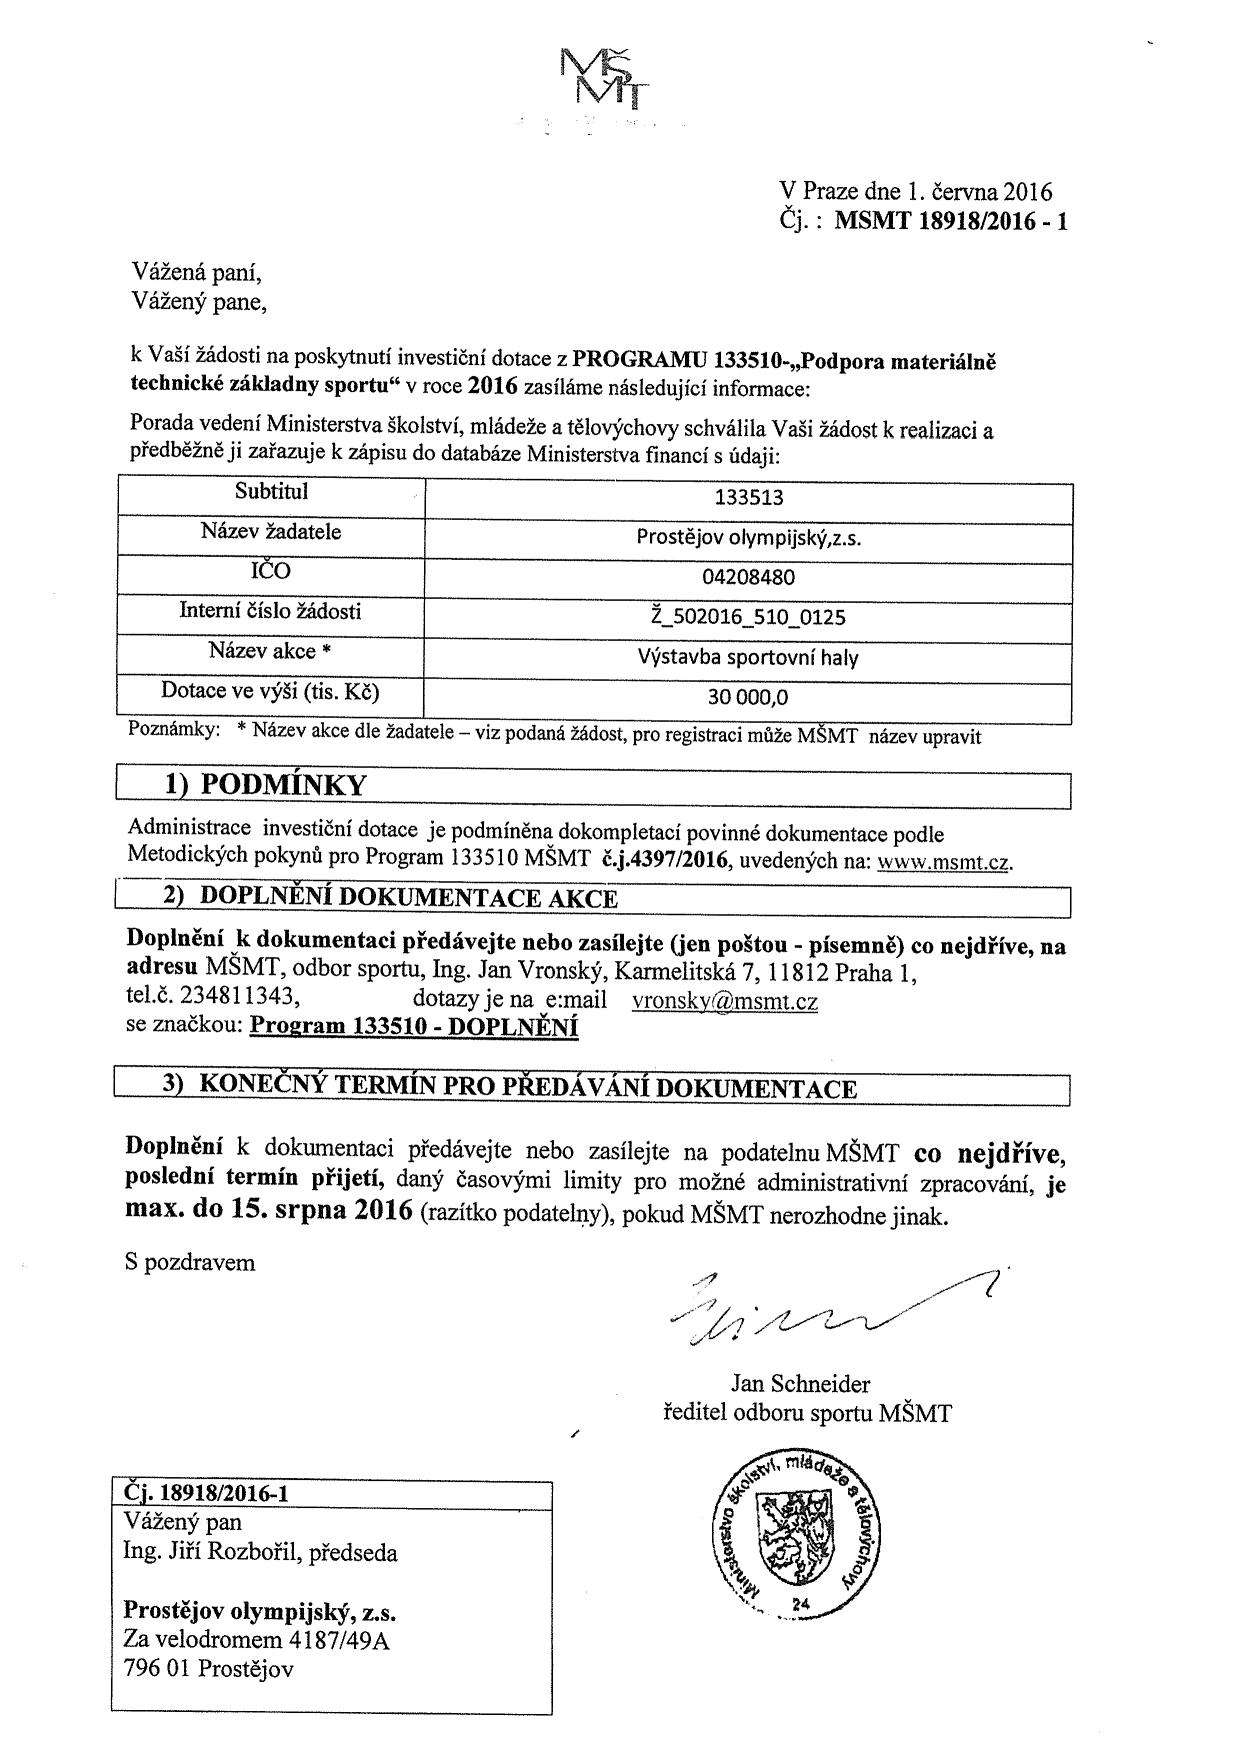 MŠMT
V Praze dne 1. června 2016
Čj. : MSMT 18918/2016 - 1
Vážená paní,
Vážený pane,
k Vaší žádosti na poskytnutí investiční dotace z PROGRAMU 133510-„Podpora materiálně
technické základny sportu“ v roce 2016 zasíláme následující informace:
Porada vedení Ministerstva školství, mládeže a tělovýchovy schválila Vaši žádost k realizaci a
předběžně ji zařazuje k zápisu do databáze Ministerstva financí s údaji:
Subtitul 133513
Název žadatele Prostějov olympijský,z.s.
IČO 04208480
Interní číslo žádosti Ž_502016_510_0125
Název akce * Výstavba sportovní haly
Dotace ve výši (tis. Kč) 30 000,0
Poznámky: * Název akce dle žadatele – viz podaná žádost, pro registraci může MŠMT název upravit
1) PODMÍNKY
Administrace investiční dotace je podmíněna dokompletací povinné dokumentace podle
Metodických pokynů pro Program 133510 MŠMT č.j.4397/2016, uvedených na: www.msmt.cz.
2) DOPLNĚNÍ DOKUMENTACE AKCE
Doplnění k dokumentaci předávejte nebo zasílejte (jen poštou - písemně) co nejdříve, na
adresu MŠMT, odbor sportu, Ing. Jan Vronský, Karmelitská 7, 11812 Praha 1,
tel.č. 234811343, dotazy je na e:mail vronsky@msmt.cz
se značkou: Program 133510 - DOPLNĚNÍ
3) KONEČNÝ TERMÍN PRO PŘEDÁVÁNÍ DOKUMENTACE
Doplnění k dokumentaci předávejte nebo zasílejte na podatelnu MŠMT co nejdříve,
poslední termín přijetí, daný časovými limity pro možné administrativní zpracování, je
max. do 15. srpna 2016 (razítko podatelny), pokud MŠMT nerozhodne jinak.
S pozdravem
Jan Schneider
ředitel odboru sportu MŠMT
Ministerstvo školství, mládeže a tělovýchovy
24
Čj. 18918/2016-1
Vážený pan
Ing. Jiří Rozbořil, předseda
Prostějov olympijský, z.s.
Za velodromem 4187/49A
796 01 Prostějov